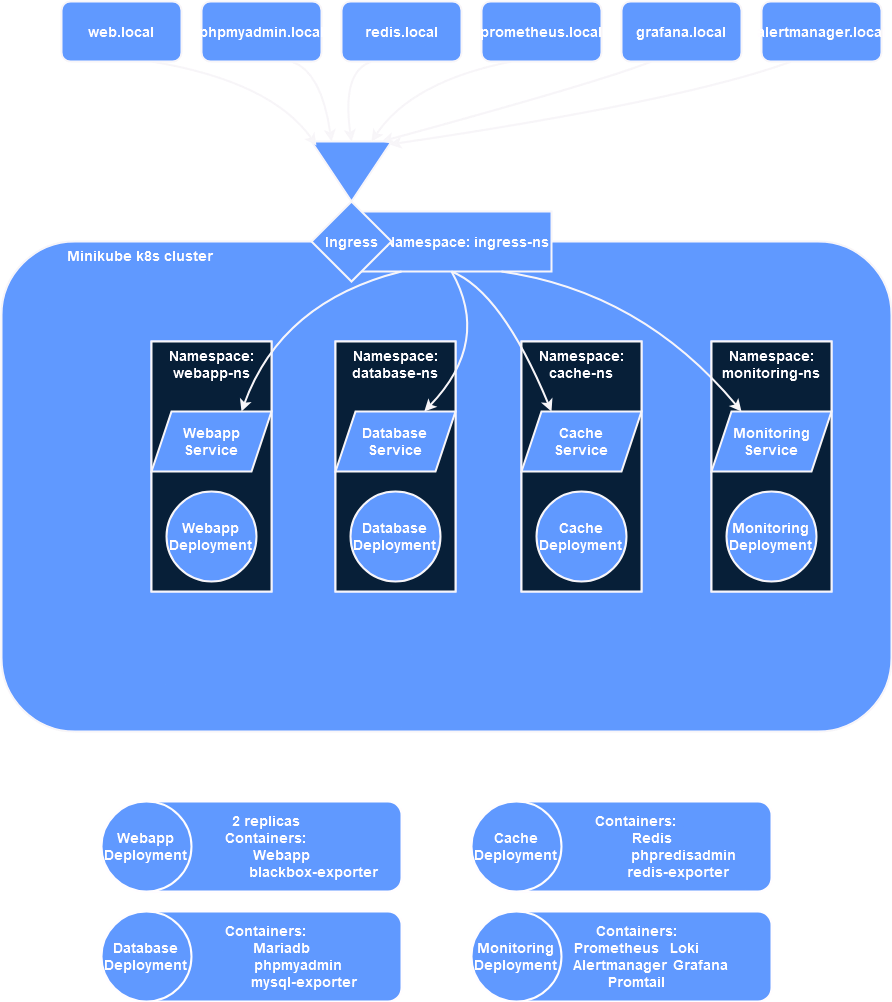 web.local
phpmyadmin.local
redis.local
prometheus.local
grafana.local
alertmanager.local
Ingress
Namespace: ingress-ns
Minikube k8s cluster
Namespace:
webapp-ns
Namespace:
database-ns
Namespace:
cache-ns
Namespace:
monitoring-ns
Webapp
Service
Database
Service
Cache
Service
Monitoring
Service
Webapp
Deployment
Database
Deployment
Cache
Deployment
Monitoring
Deployment
Webapp
Deployment
2 replicas
Containers:
Webapp
blackbox-exporter
Cache
Deployment
Containers:
Redis
phpredisadmin
redis-exporter
Database
Deployment
Containers:
Mariadb
phpmyadmin
mysql-exporter
Monitoring
Deployment
Containers:
Prometheus Loki
Alertmanager Grafana
Promtail